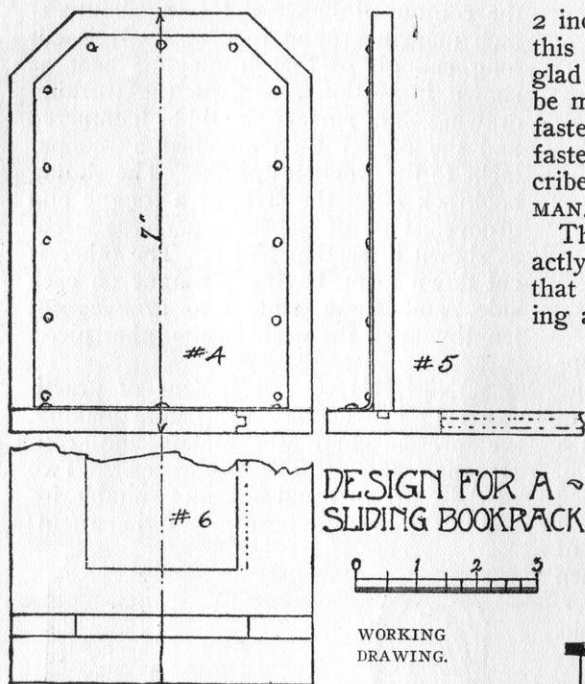 7"
#4
#5
#6
DESIGN FOR A ~
SLIDING BOOKRACK
0 1 2 3
WORKING
DRAWING.
2 inc
this
glad
be m
faste
faste
cribe
MAN.
Th
actly
that
ing a